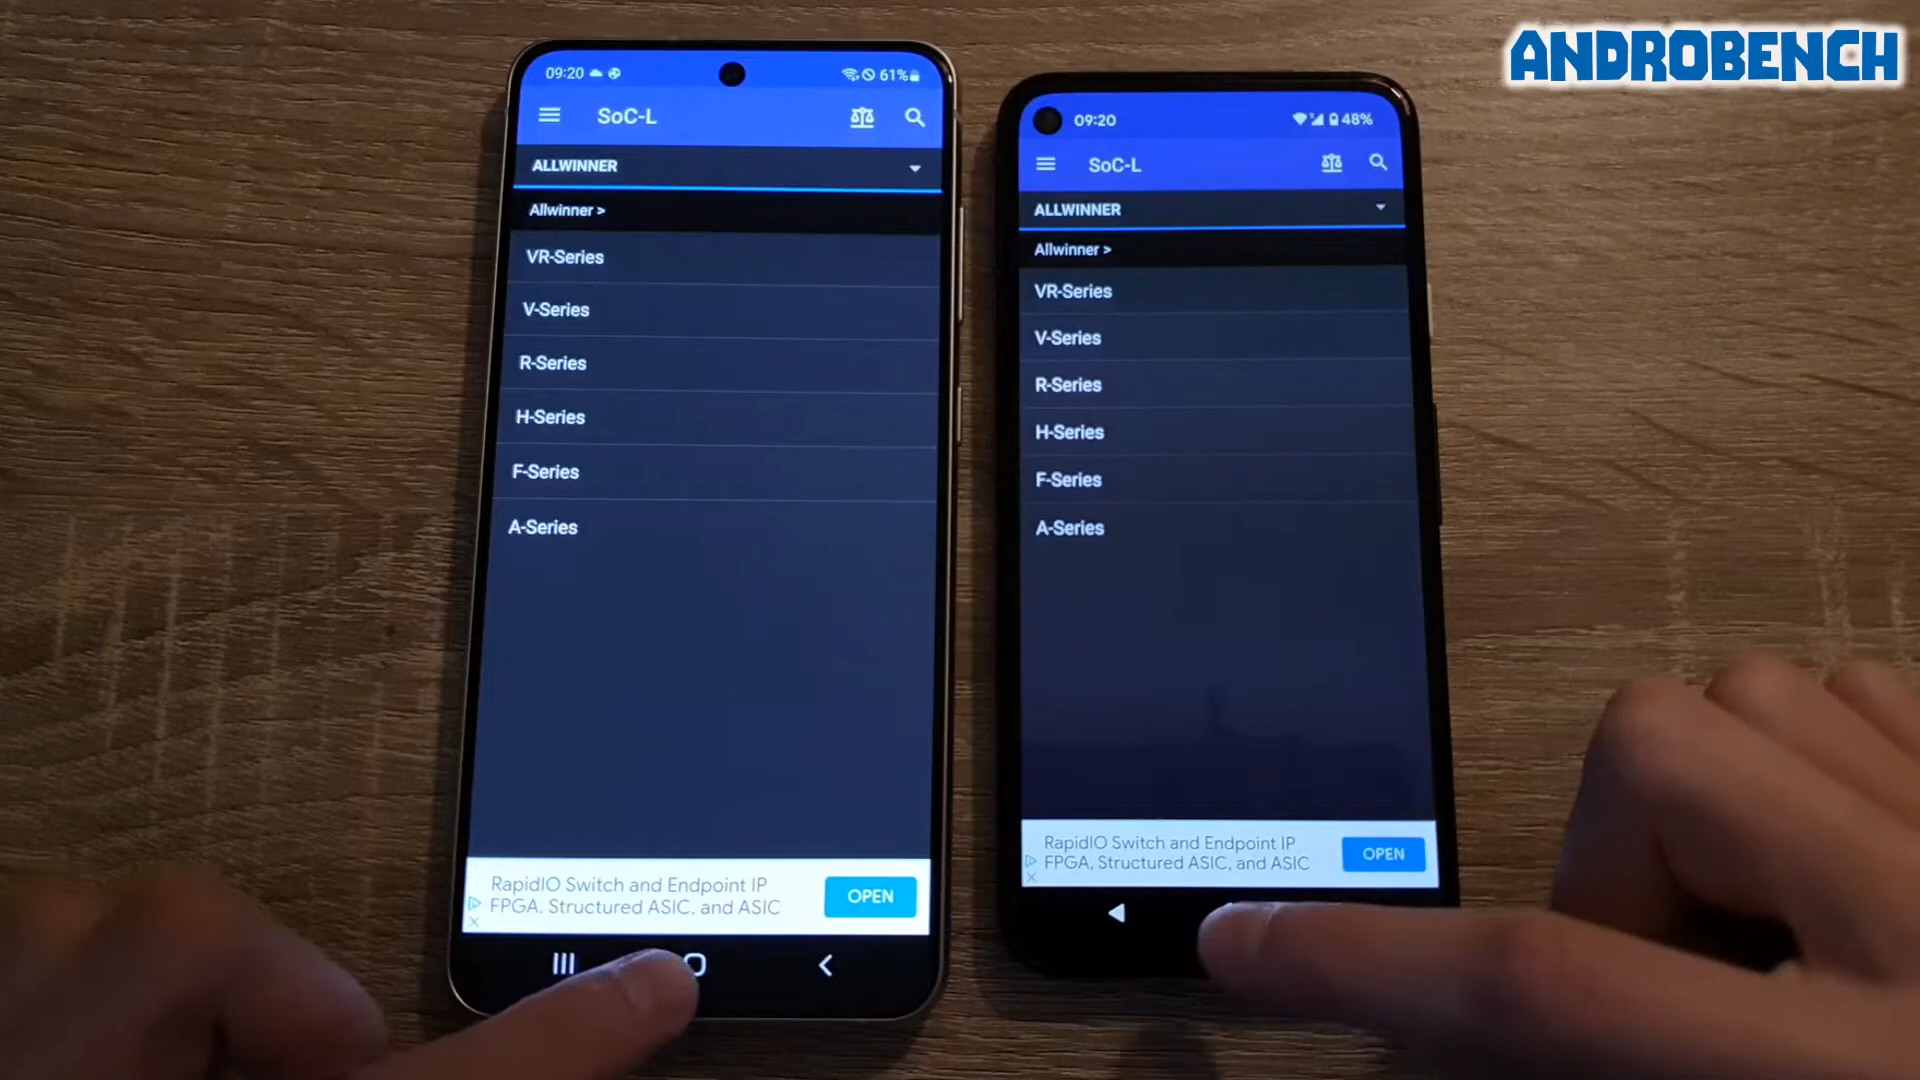 ANDROBENCH
09:20
61%
SoC-L
ALLWINNER
Allwinner >
VR-Series
V-Series
R-Series
H-Series
F-Series
A-Series
RapidIO Switch and Endpoint IP
FPGA, Structured ASIC, and ASIC
OPEN
09:20
48%
SoC-L
ALLWINNER
Allwinner >
VR-Series
V-Series
R-Series
H-Series
F-Series
A-Series
RapidIO Switch and Endpoint IP
FPGA, Structured ASIC, and ASIC
OPEN